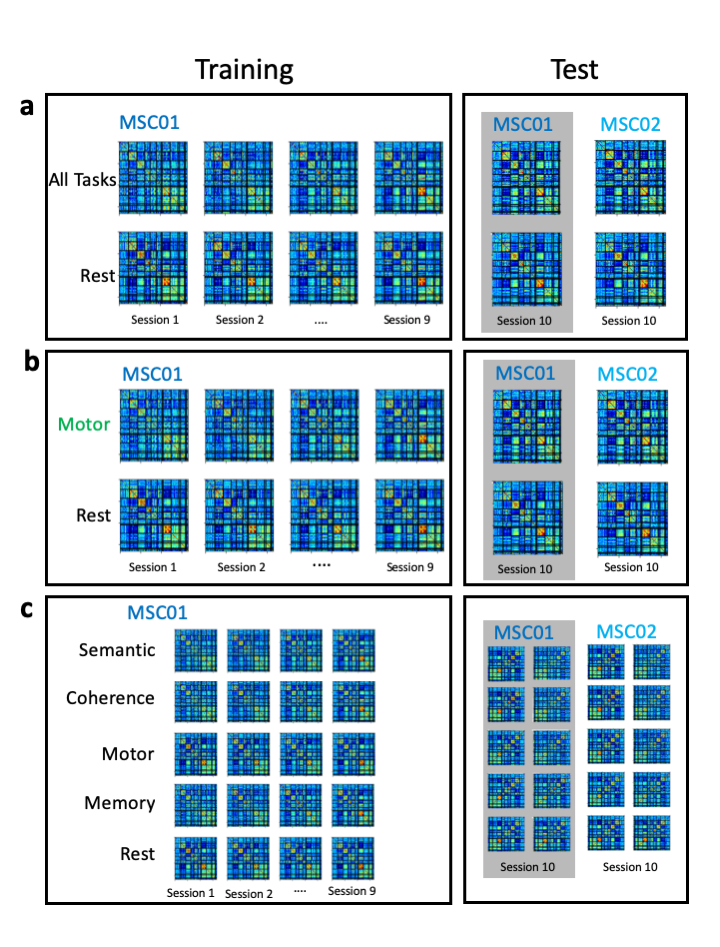 Training
Test
a
MSC01
MSC01
MSC02
All Tasks
Rest
Session 1
Session 2
....
Session 9
Session 10
Session 10
b
MSC01
MSC01
MSC02
Motor
Rest
Session 1
Session 2
....
Session 9
Session 10
Session 10
c
MSC01
MSC01
MSC02
Semantic
Coherence
Motor
Memory
Rest
Session 1
Session 2
....
Session 9
Session 10
Session 10